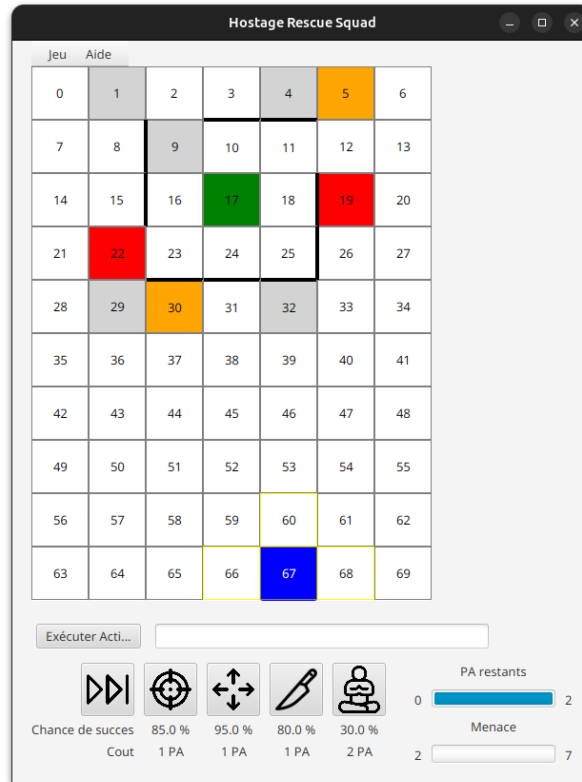 Hostage Rescue Squad
Jeu Aide
0 1 2 3 4 5 6
7 8 9 10 11 12 13
14 15 16 17 18 19 20
21 22 23 24 25 26 27
28 29 30 31 32 33 34
35 36 37 38 39 40 41
42 43 44 45 46 47 48
49 50 51 52 53 54 55
56 57 58 59 60 61 62
63 64 65 66 67 68 69
Exécuter Acti...
PA restants
0 2
Chance de succes 85.0 % 95.0 % 80.0 % 30.0 % Menace
Cout 1 PA 1 PA 1 PA 2 PA 2 7